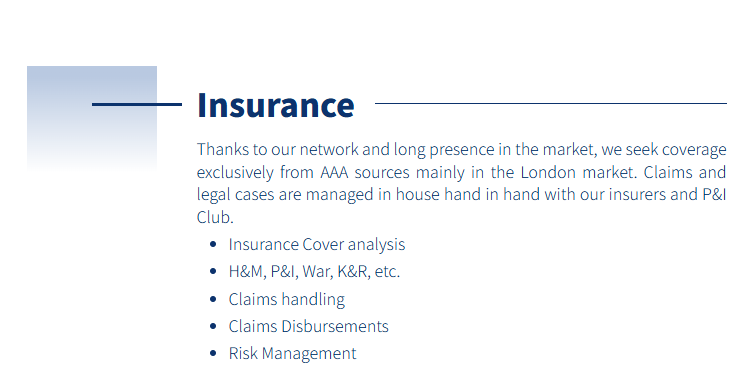 Insurance
Thanks to our network and long presence in the market, we seek coverage
exclusively from AAA sources mainly in the London market. Claims and
legal cases are managed in house hand in hand with our insurers and P&I
Club.
• Insurance Cover analysis
• H&M, P&I, War, K&R, etc.
• Claims handling
• Claims Disbursements
• Risk Management